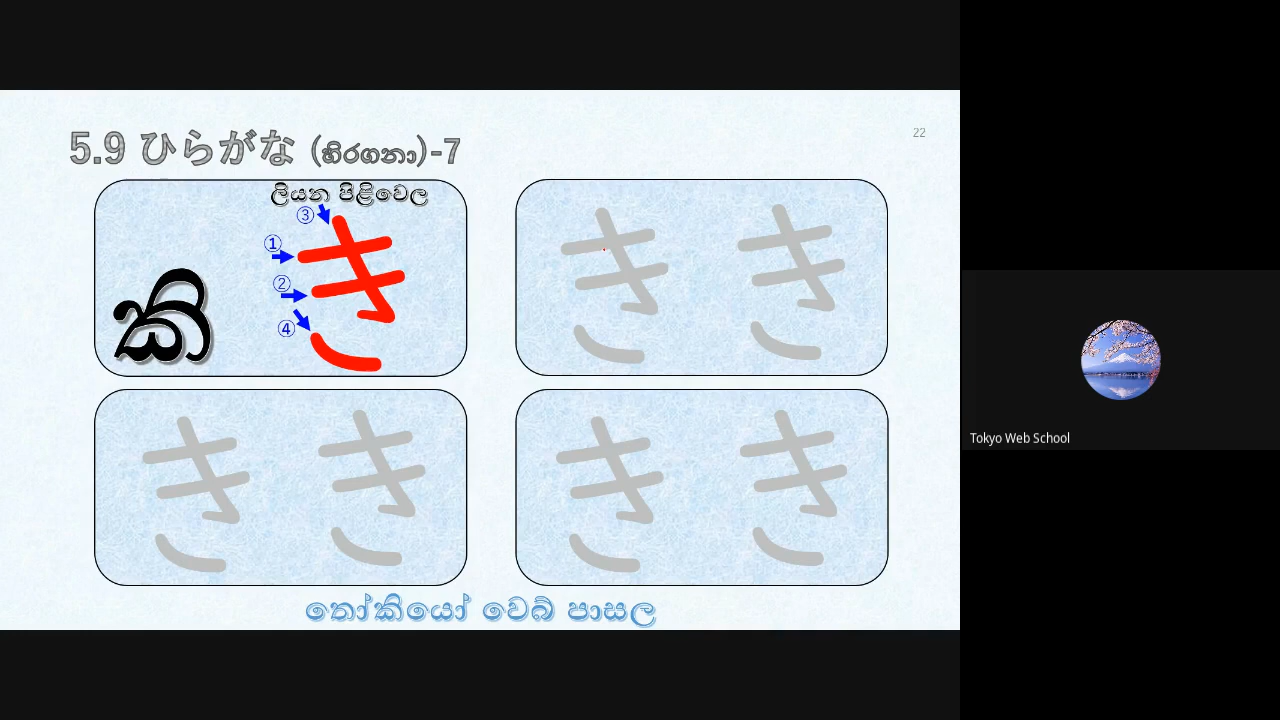 5.9 ひらがな (හිරගනා)-7
22
ලියන පිළිවෙල
③
①
②
④
කි き
き き
き き
き き
තෝකියෝ වෙබ් පාසල
Tokyo Web School